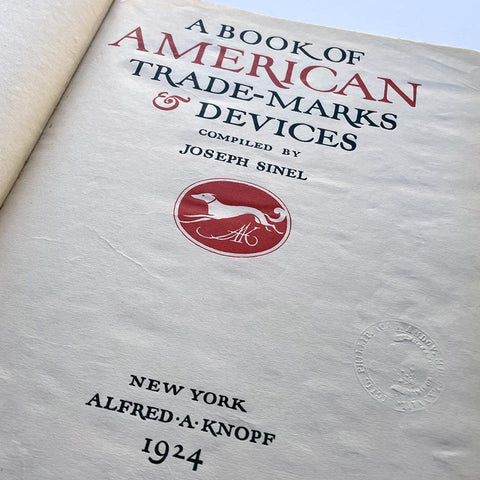 A BOOK OF
AMERICAN
TRADE-MARKS
& DEVICES
COMPILED BY
JOSEPH SINEL
AK
NEW YORK
ALFRED·A·KNOPF
1924